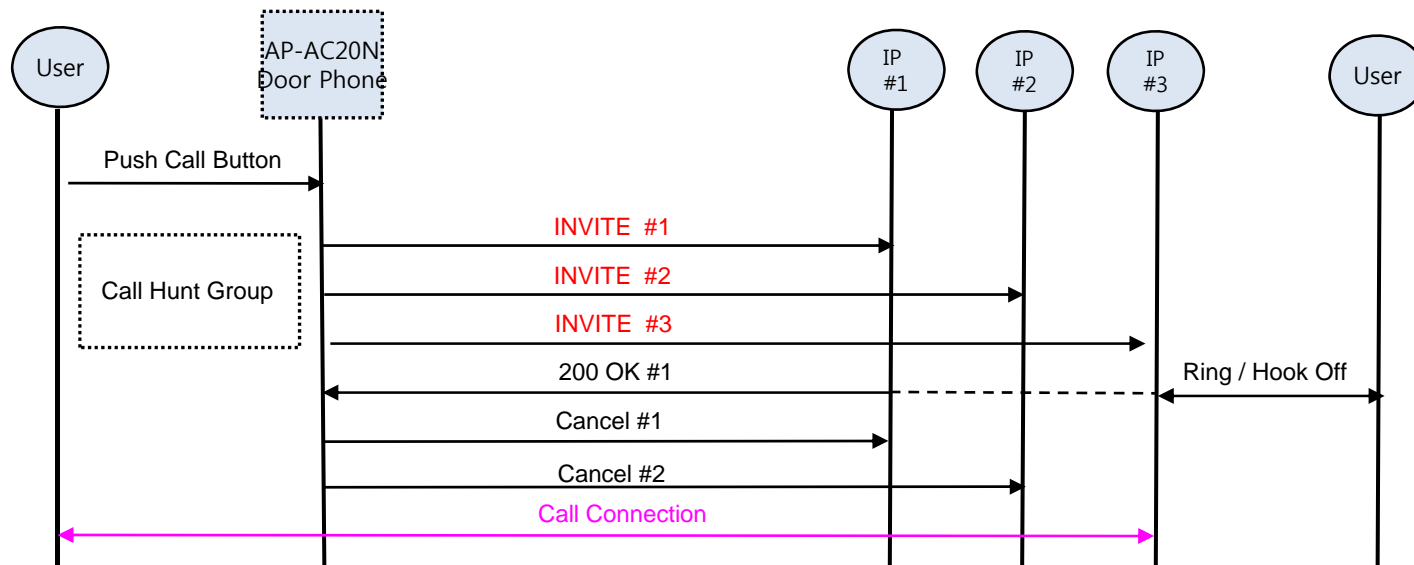 User
AP-AC20N
Door Phone
IP
#1
IP
#2
IP
#3
User
Push Call Button
INVITE #1
Call Hunt Group
INVITE #2
INVITE #3
200 OK #1
Ring / Hook Off
Cancel #1
Cancel #2
Call Connection